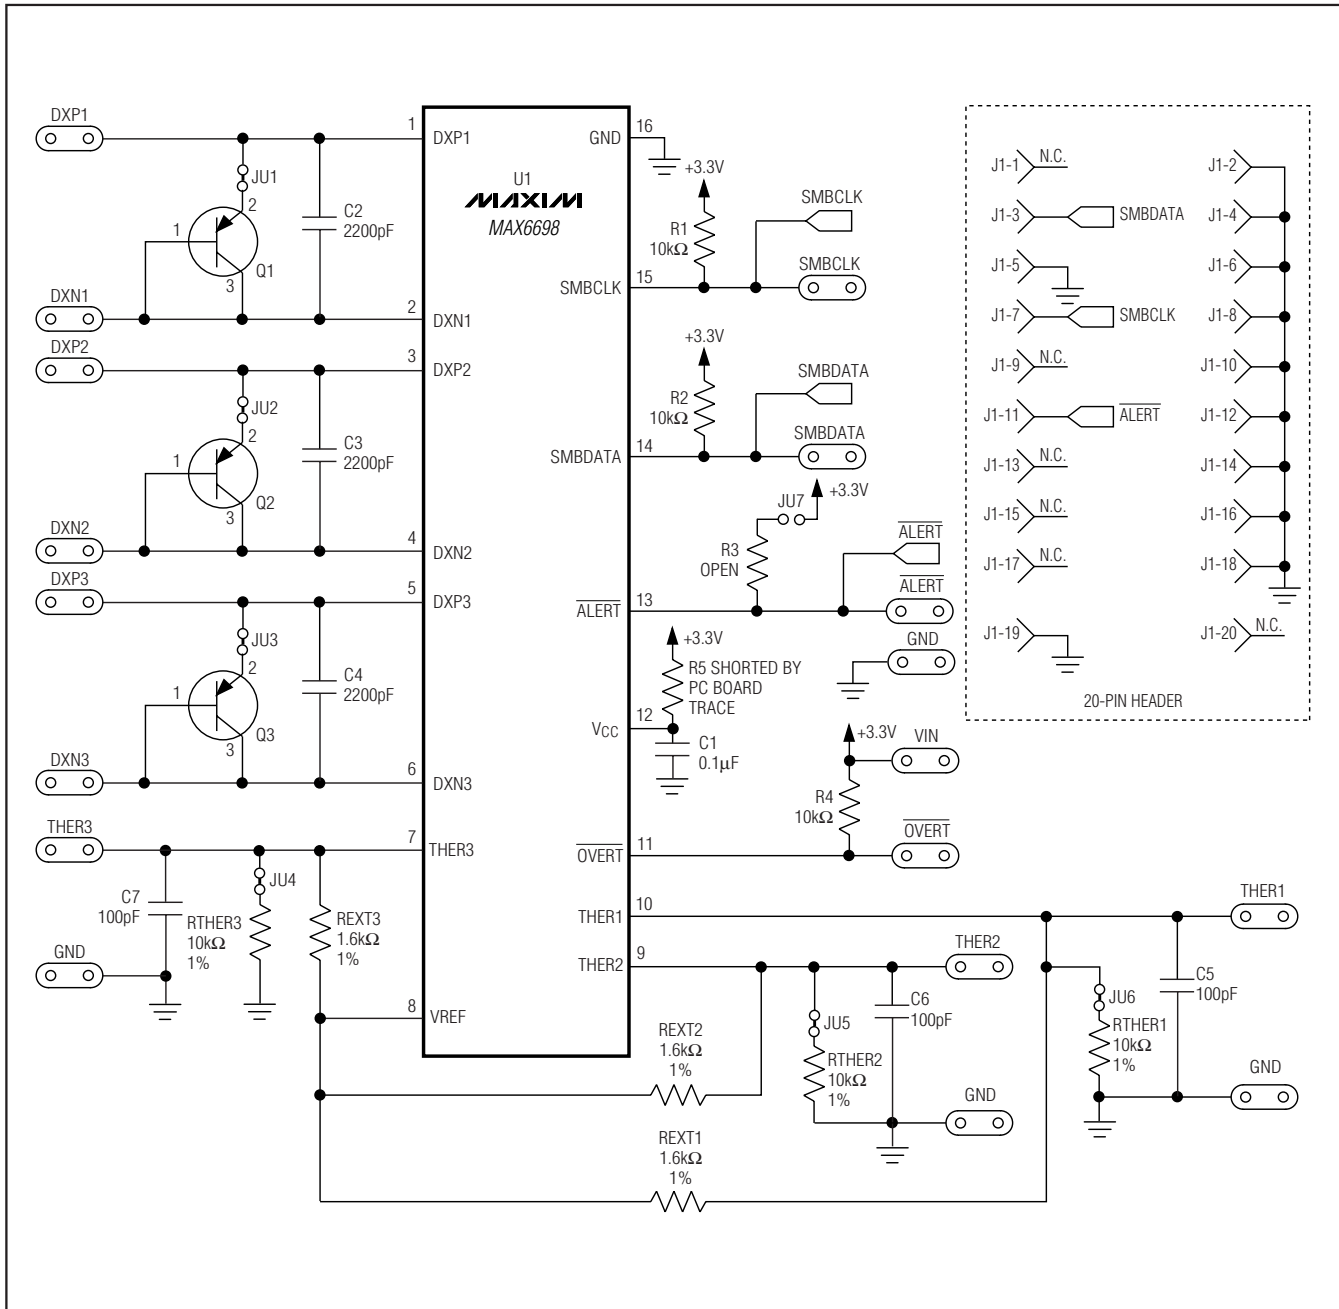 DXP1
DXN1
DXP2
DXN2
DXP3
DXN3
THER3
GND
JU1
1
2
3
Q1
C2
2200pF
JU2
1
2
3
Q2
C3
2200pF
JU3
1
2
3
Q3
C4
2200pF
C7
100pF
JU4
RTHER3
10kΩ
1%
REXT3
1.6kΩ
1%
1
2
3
4
5
6
7
8
U1
MAXIM
MAX6698
DXP1
DXN1
DXP2
DXN2
DXP3
DXN3
THER3
VREF
GND
SMBCLK
SMBDATA
ALERT
VCC
OVERT
THER1
THER2
16
15
14
13
12
11
10
9
+3.3V
R1
10kΩ
SMBCLK
SMBCLK
+3.3V
R2
10kΩ
SMBDATA
SMBDATA
JU7
+3.3V
R3
OPEN
ALERT
ALERT
GND
+3.3V
R5 SHORTED BY
PC BOARD
TRACE
C1
0.1µF
+3.3V
VIN
R4
10kΩ
OVERT
THER1
THER2
JU5
RTHER2
10kΩ
1%
C6
100pF
GND
JU6
RTHER1
10kΩ
1%
C5
100pF
GND
REXT2
1.6kΩ
1%
REXT1
1.6kΩ
1%
J1-1 N.C.
J1-2
J1-3 SMBDATA
J1-4
J1-5
J1-6
J1-7 SMBCLK
J1-8
J1-9 N.C.
J1-10
J1-11 ALERT
J1-12
J1-13 N.C.
J1-14
J1-15 N.C.
J1-16
J1-17 N.C.
J1-18
J1-19
J1-20 N.C.
20-PIN HEADER